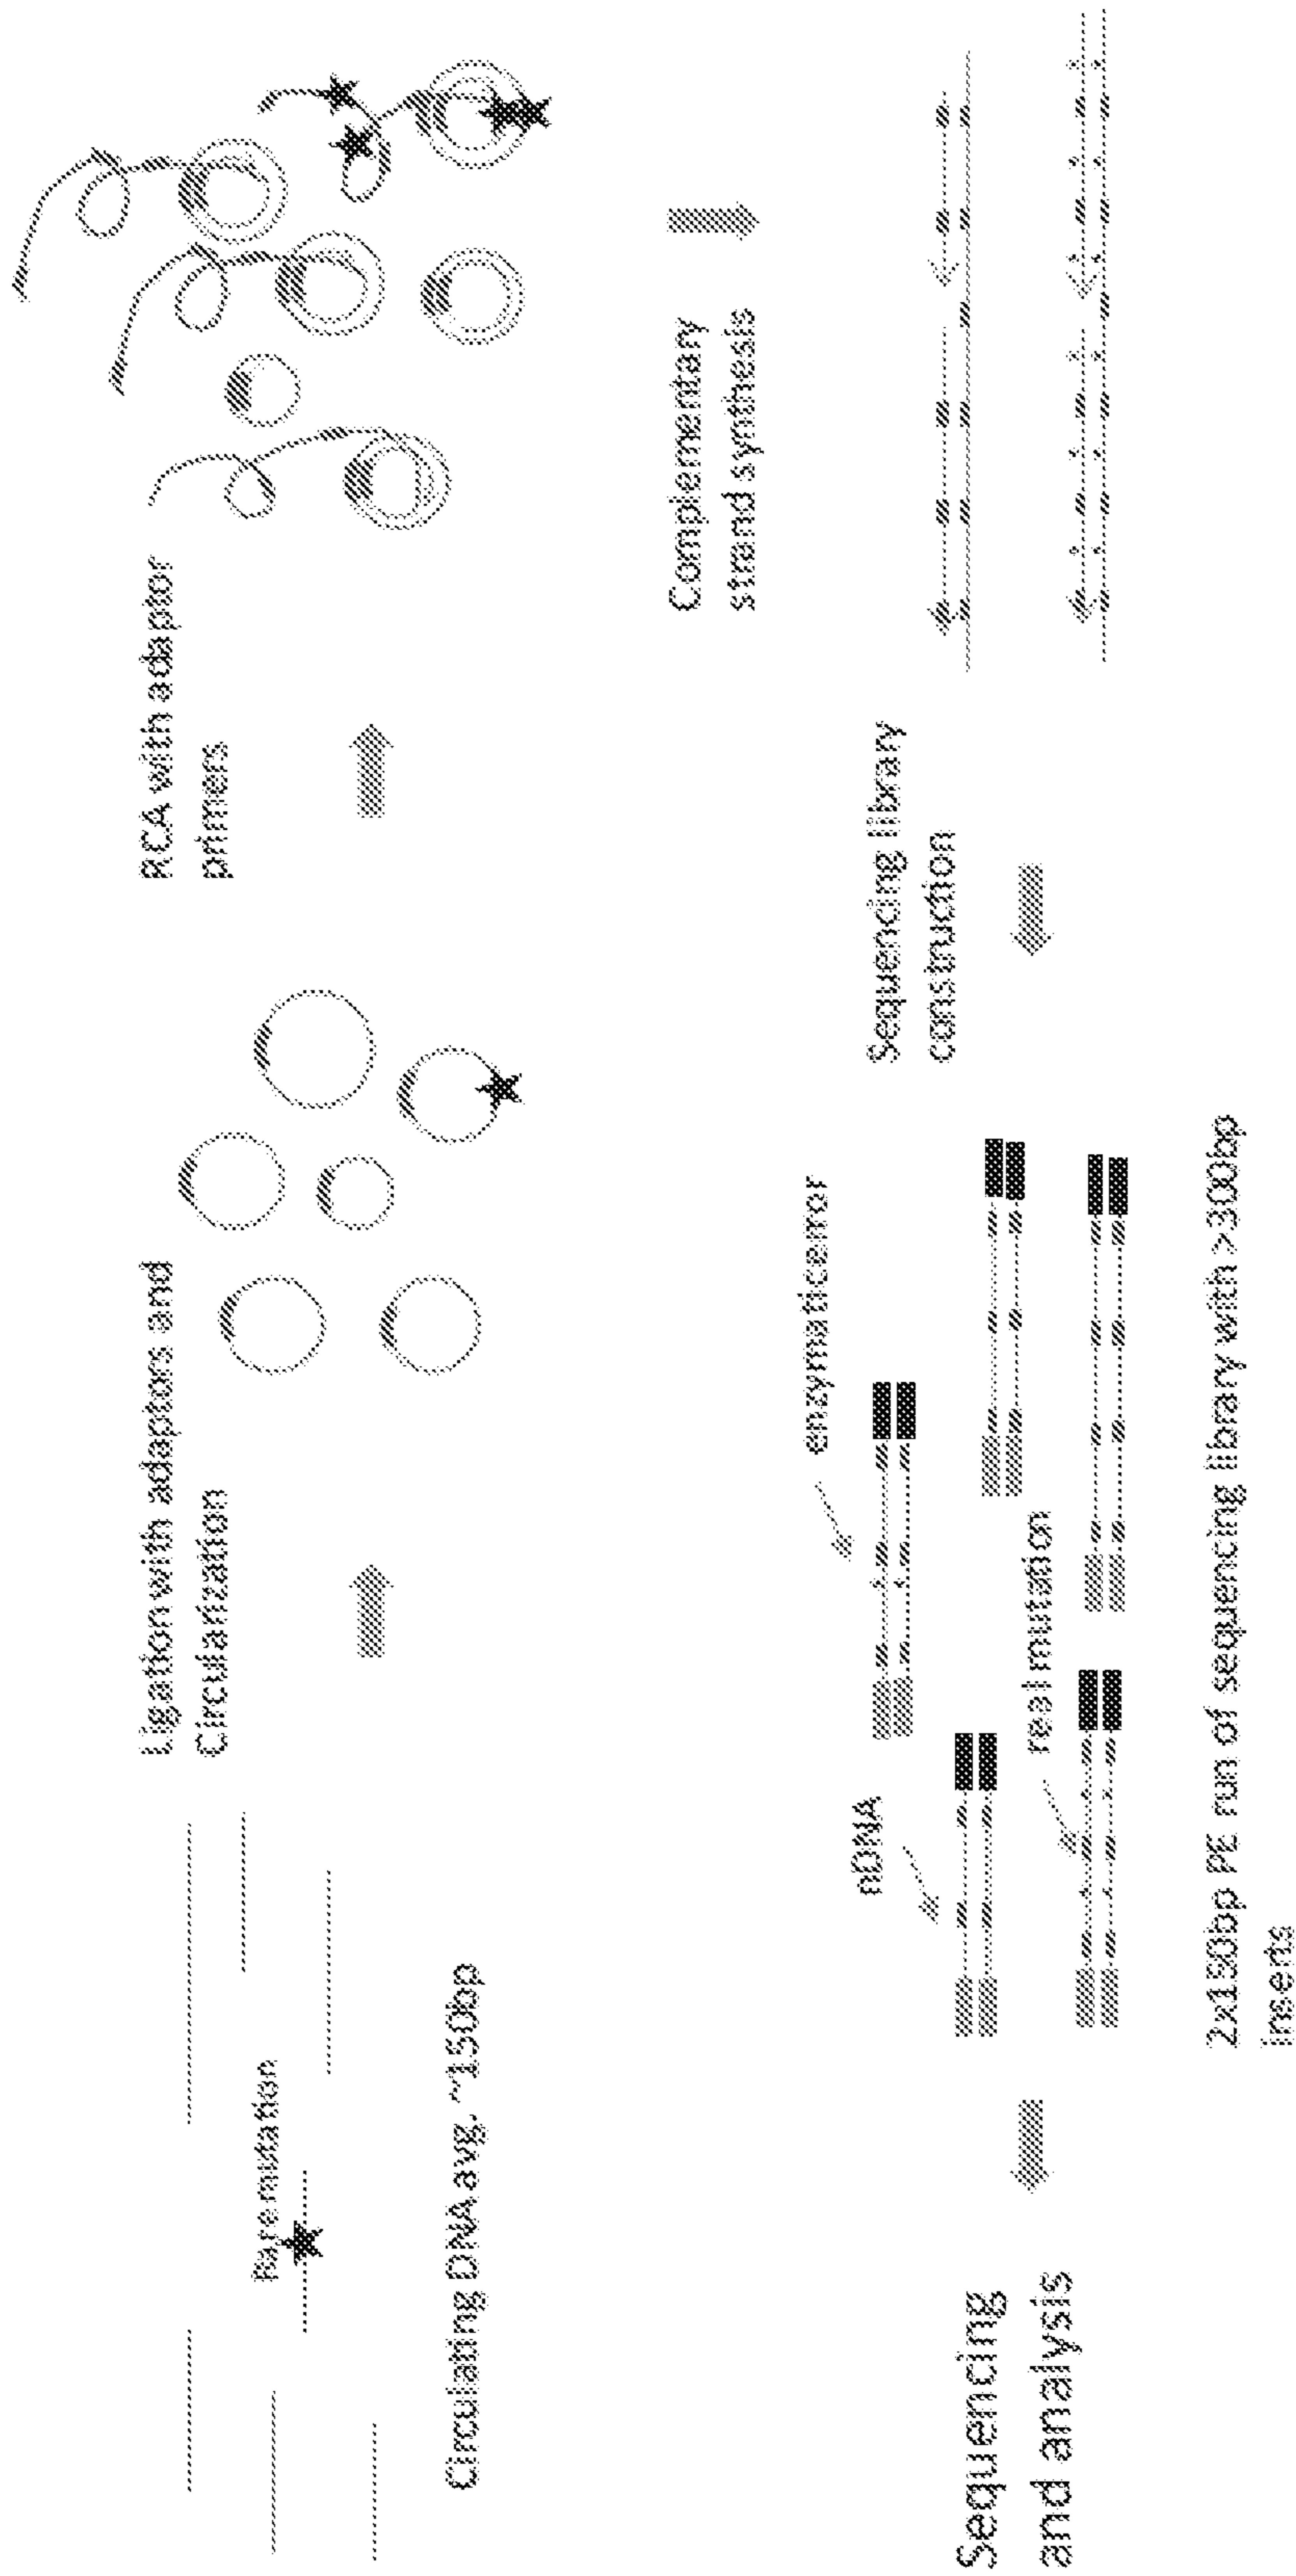 Rare mutation
Circulating DNA avg. ~150bp
Ligation with adaptors and
Circularization
RCA with adaptor
primers
Complementary
strand synthesis
Sequencing library
construction
enzymatic error
nDNA
real mutation
2x150bp PE run of sequencing library with >300bp
inserts
Sequencing
and analysis